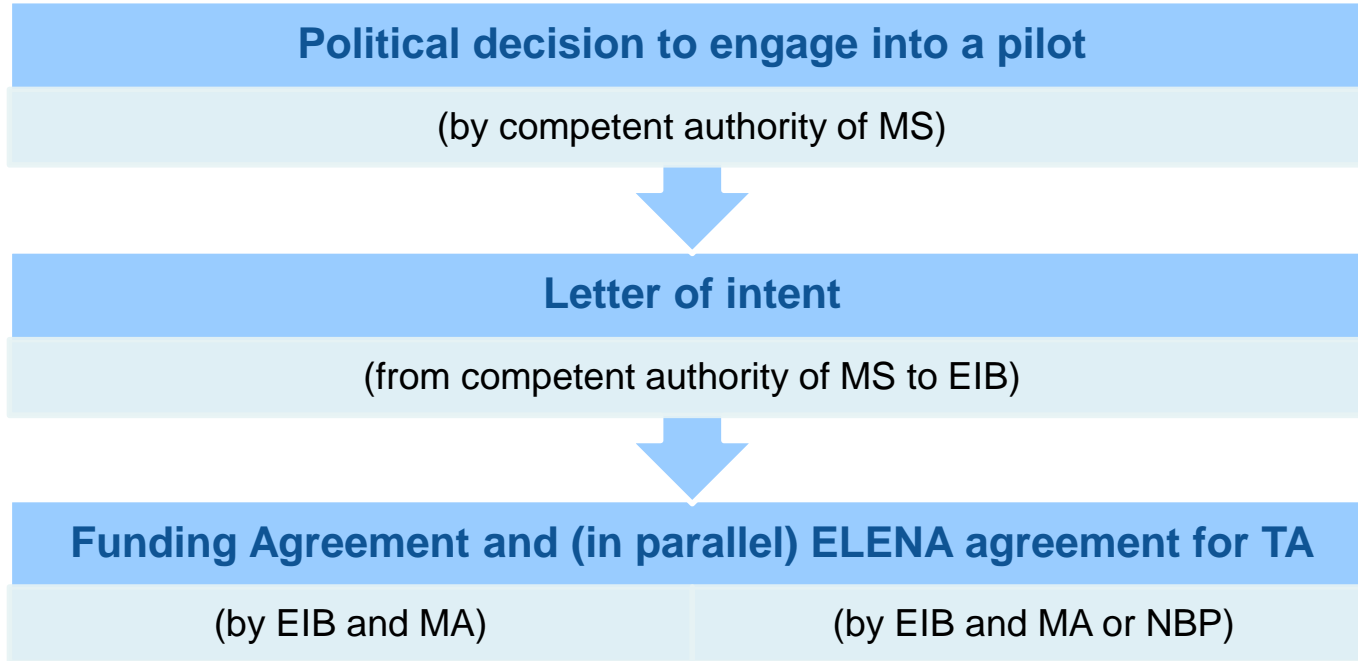 Political decision to engage into a pilot
(by competent authority of MS)
Letter of intent
(from competent authority of MS to EIB)
Funding Agreement and (in parallel) ELENA agreement for TA
(by EIB and MA)
(by EIB and MA or NBP)